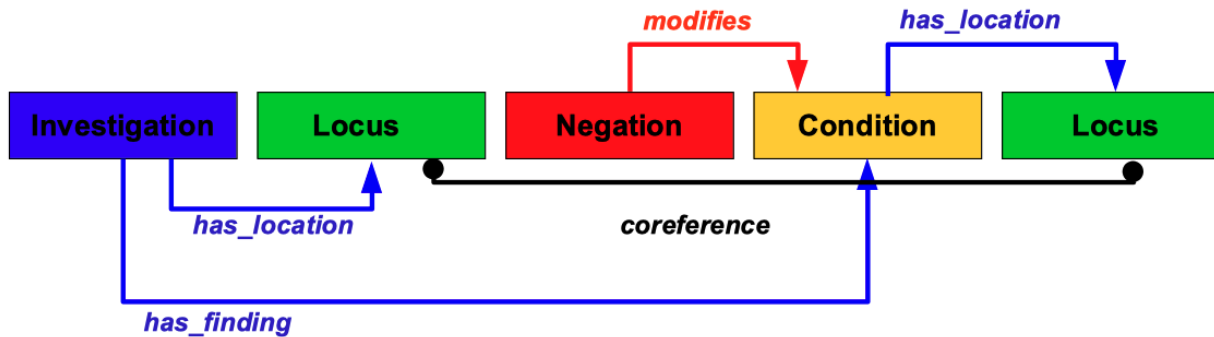 modifies
has_location
Investigation
Locus
Negation
Condition
Locus
has_location
coreference
has_finding